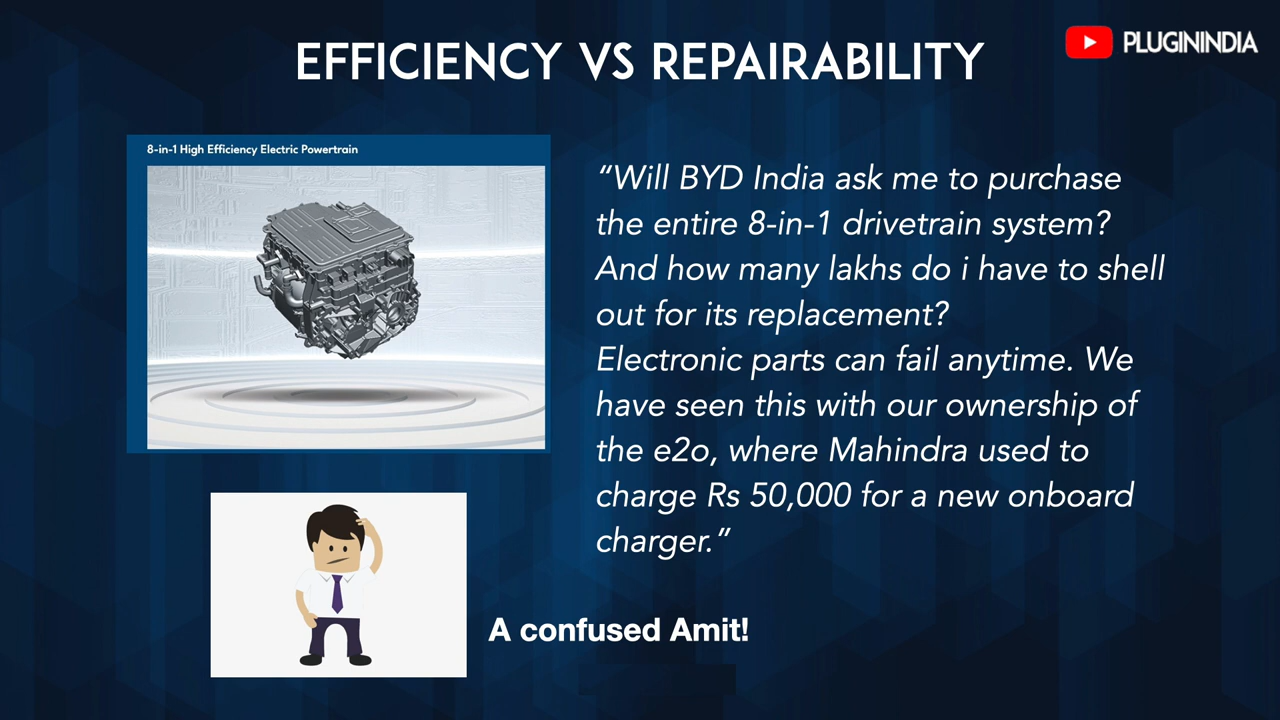 EFFICIENCY VS REPAIRABILITY
PLUGININDIA
8-in-1 High Efficiency Electric Powertrain
“Will BYD India ask me to purchase
the entire 8-in-1 drivetrain system?
And how many lakhs do i have to shell
out for its replacement?
Electronic parts can fail anytime. We
have seen this with our ownership of
the e2o, where Mahindra used to
charge Rs 50,000 for a new onboard
charger.”
A confused Amit!